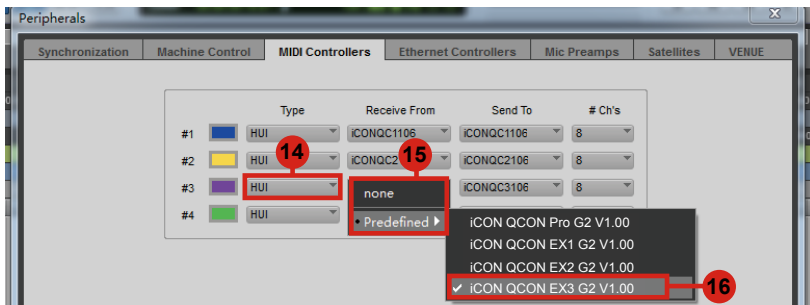 Peripherals
Synchronization Machine Control MIDI Controllers Ethernet Controllers Mic Preamps Satellites VENUE
Type Receive From Send To # Ch's
#1 HUI iCONQC1106 iCONQC1106 8
14 15
#2 HUI iCONQC2 iCONQC2106 8
#3 HUI none iCONQC3106 8
#4 HUI Predefined iCON QCON Pro G2 V1.00
iCON QCON EX1 G2 V1.00
iCON QCON EX2 G2 V1.00
✓ iCON QCON EX3 G2 V1.00 16